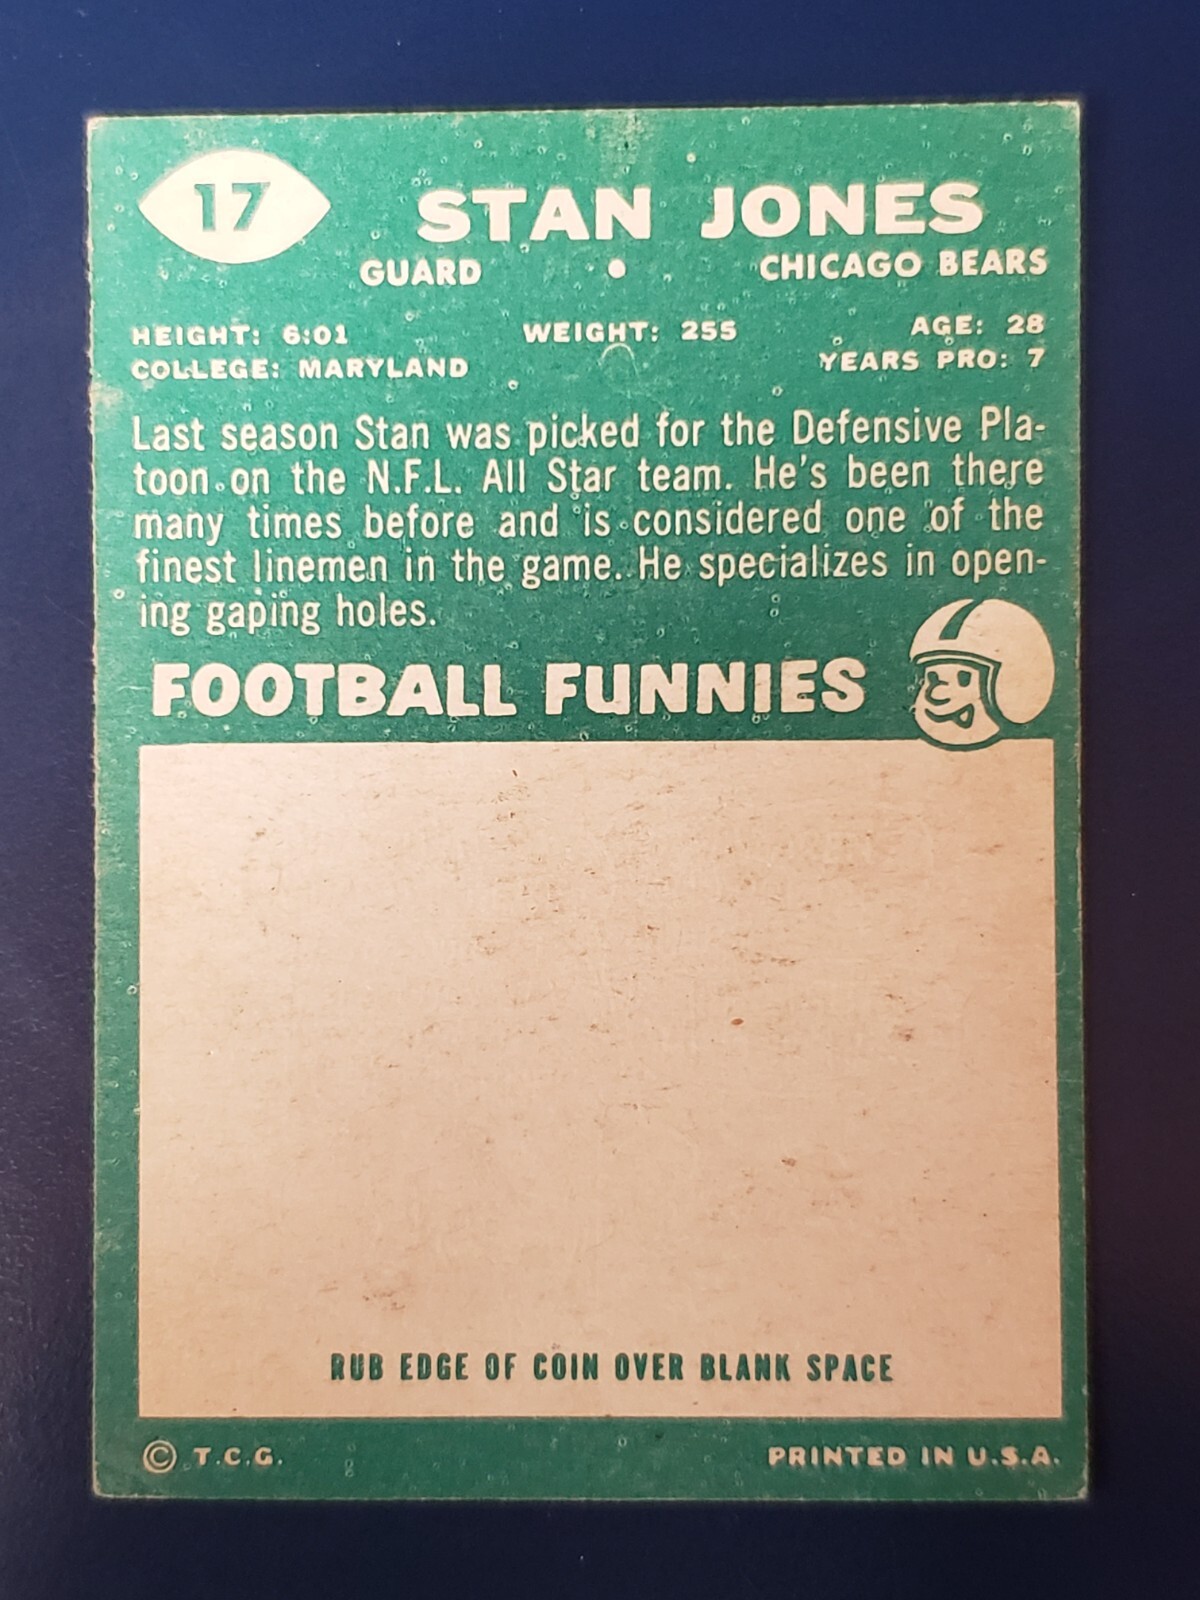 17
STAN JONES
GUARD • CHICAGO BEARS
HEIGHT: 6:01 WEIGHT: 255 AGE: 28
COLLEGE: MARYLAND YEARS PRO: 7
Last season Stan was picked for the Defensive Pla-
toon on the N.F.L. All Star team. He's been there
many times before and is considered one of the
finest linemen in the game. He specializes in open-
ing gaping holes.
FOOTBALL FUNNIES
RUB EDGE OF COIN OVER BLANK SPACE
© T.C.G. PRINTED IN U.S.A.